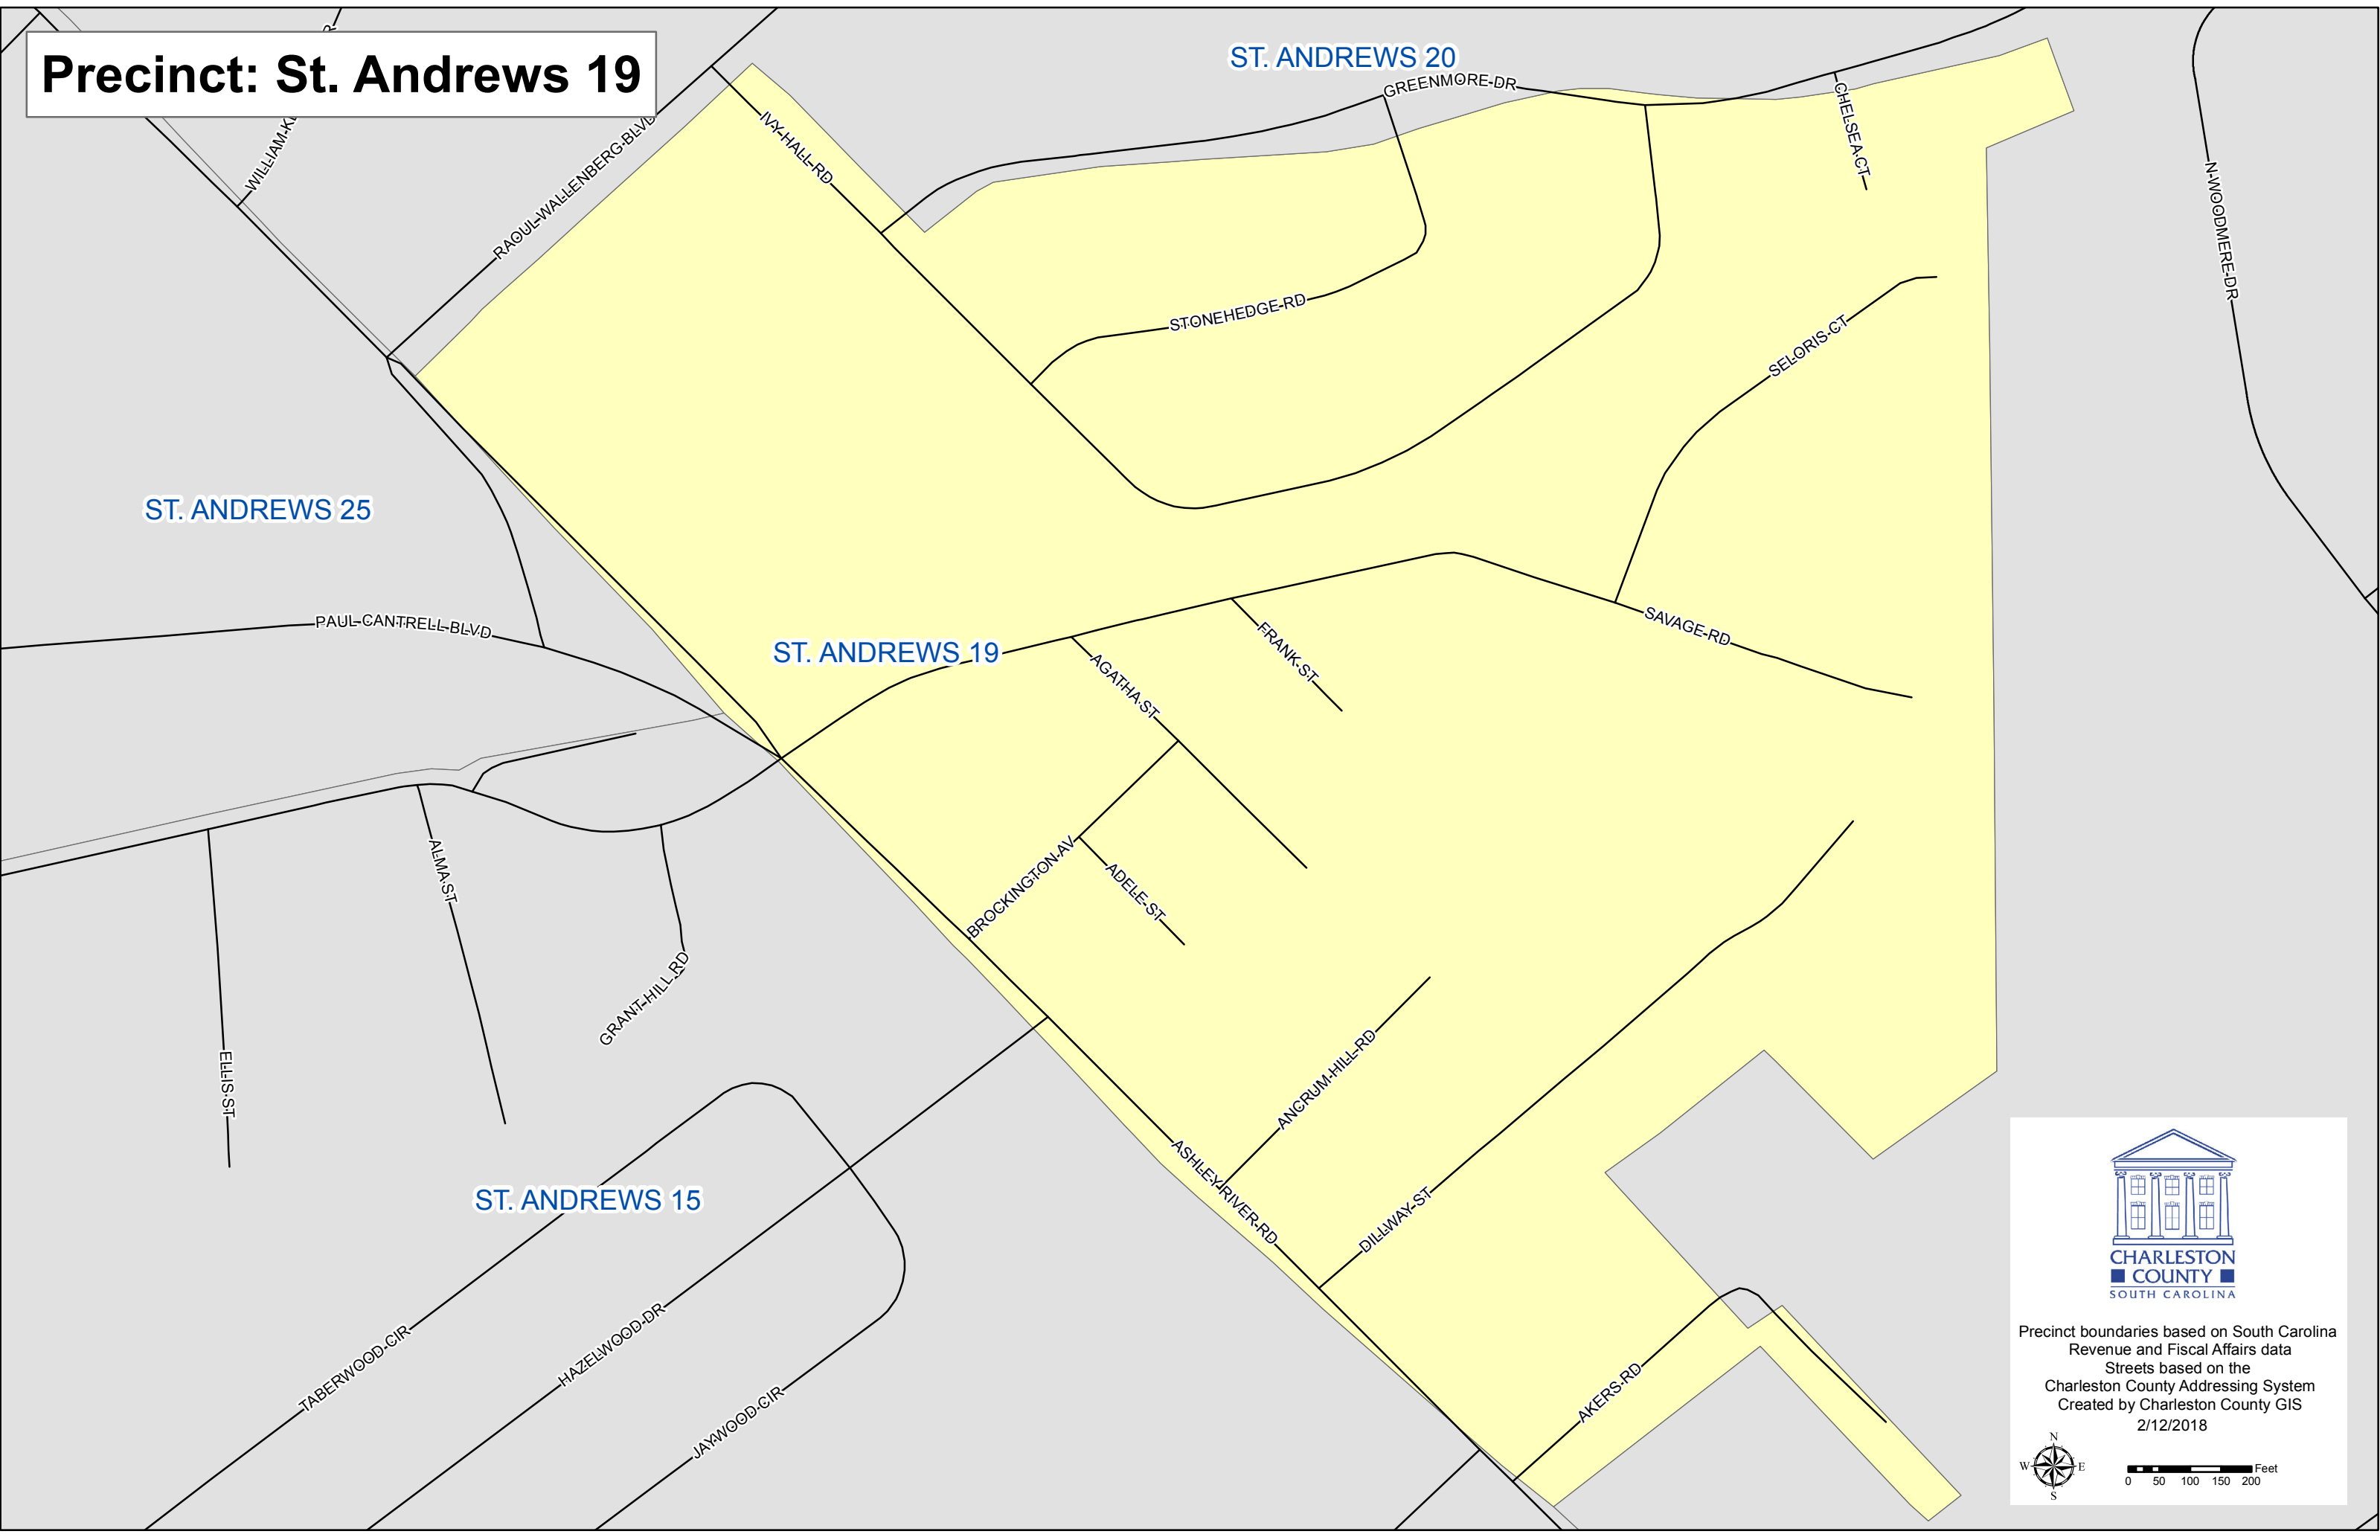 Precinct: St. Andrews 19
ST. ANDREWS 20
GREENMORE DR
CHELSEA CT
N WOODMERE DR
IVY HALL RD
RAOUL WALLENBERG BLVD
STONEHEDGE RD
SELORIS CT
ST. ANDREWS 25
PAUL CANTRELL BLVD
ST. ANDREWS 19
SAVAGE RD
FRANK ST
AGATHA ST
BROCKINGTON AV
ADELE ST
ALMA ST
GRANT HILL RD
ELLIS ST
ANCRUM HILL RD
ASHLEY RIVER RD
DILLWAY ST
ST. ANDREWS 15
TABERWOOD CIR
HAZELWOOD DR
JAYWOOD CIR
AKERS RD
CHARLESTON
COUNTY
SOUTH CAROLINA
Precinct boundaries based on South Carolina
Revenue and Fiscal Affairs data
Streets based on the
Charleston County Addressing System
Created by Charleston County GIS
2/12/2018
N
W E
S
Feet
0 50 100 150 200